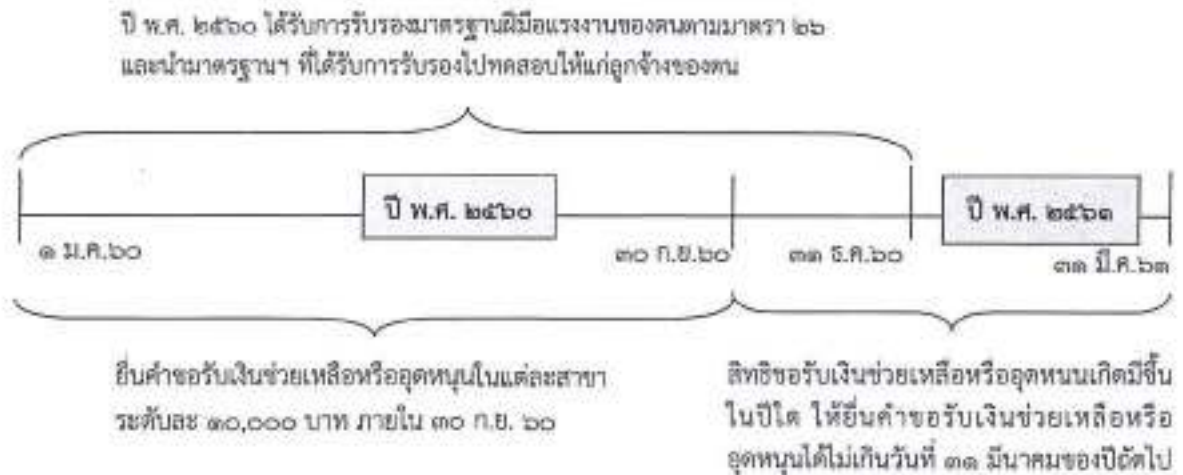 ปี พ.ศ. ๒๕๖๐ ได้รับการรับรองมาตรฐานฝีมือแรงงานของตนตามมาตรา ๒๖
และนำมาตรฐานฯ ที่ได้รับการรับรองไปทดสอบให้แก่ลูกจ้างของตน
ปี พ.ศ. ๒๕๖๐
ปี พ.ศ. ๒๕๖๑
๑ ม.ค.๖๐
๓๐ ก.ย.๖๐
๓๑ ธ.ค.๖๐
๓๑ มี.ค.๖๑
ยื่นคำขอรับเงินช่วยเหลือหรืออุดหนุนในแต่ละสาขา
ระดับละ ๑๐,๐๐๐ บาท ภายใน ๓๐ ก.ย. ๖๐
สิทธิขอรับเงินช่วยเหลือหรืออุดหนุนเกิดมีขึ้น
ในปีใด ให้ยื่นคำขอรับเงินช่วยเหลือหรือ
อุดหนุนได้ไม่เกินวันที่ ๓๑ มีนาคมของปีถัดไป